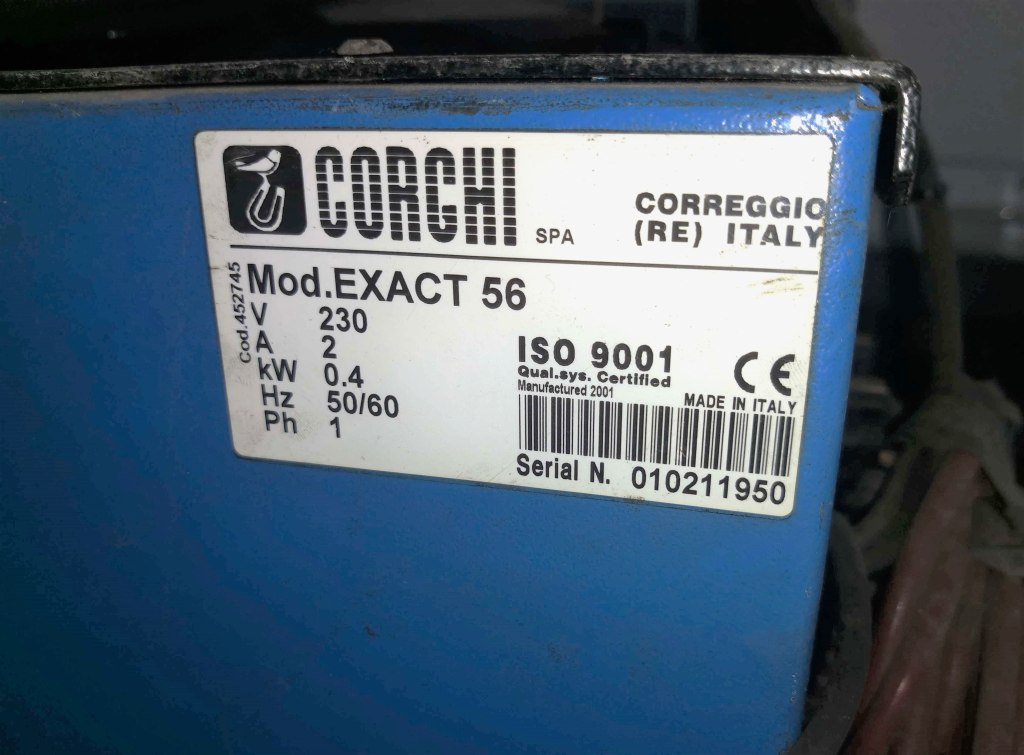 CORGHI SPA
CORREGGIO
(RE) ITALY
Cod.452745
Mod.EXACT 56
V 230
A 2
kW 0.4
Hz 50/60
Ph 1
ISO 9001
Qual.sys. Certified
Manufactured 2001
CE
MADE IN ITALY
Serial N. 010211950